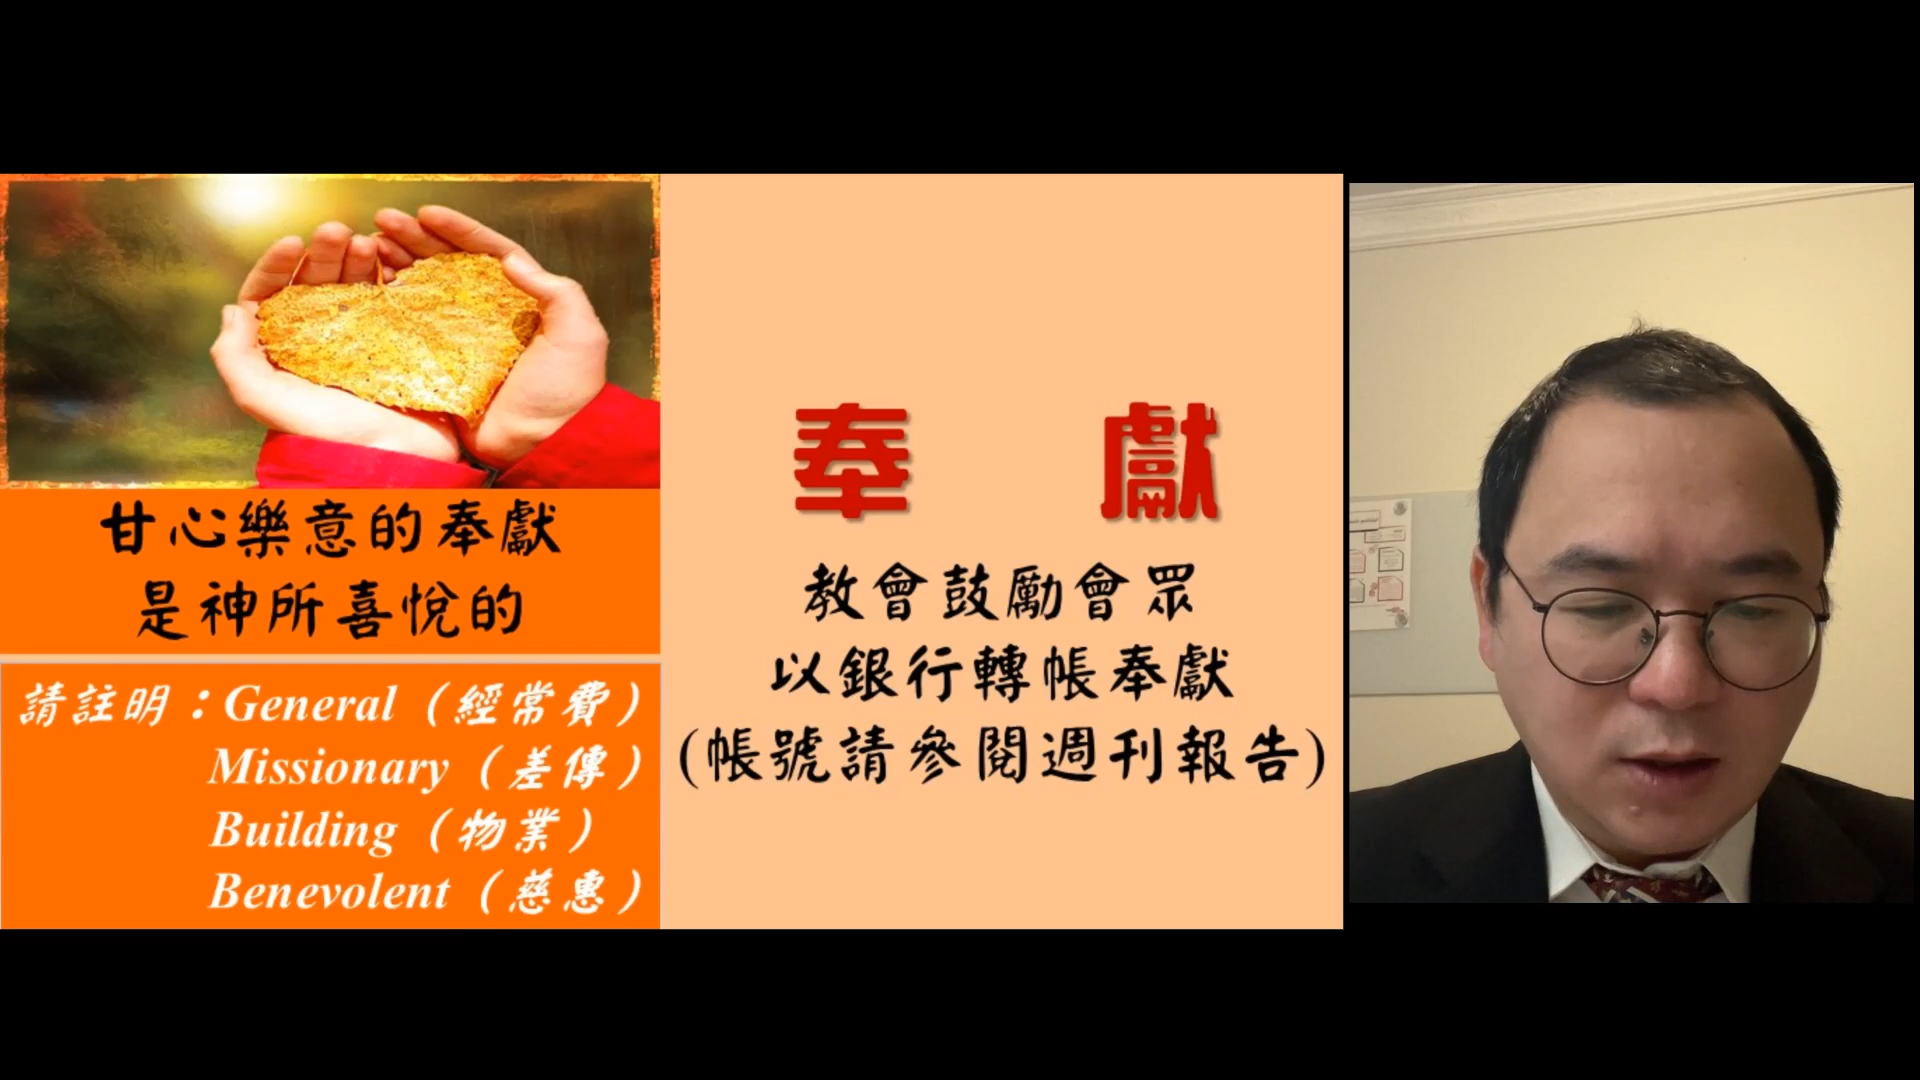 甘心樂意的奉獻
是神所喜悅的
請註明：General（經常費）
Missionary（差傳）
Building（物業）
Benevolent（慈惠）
奉 獻
教會鼓勵會眾
以銀行轉帳奉獻
(帳號請參閱週刊報告)